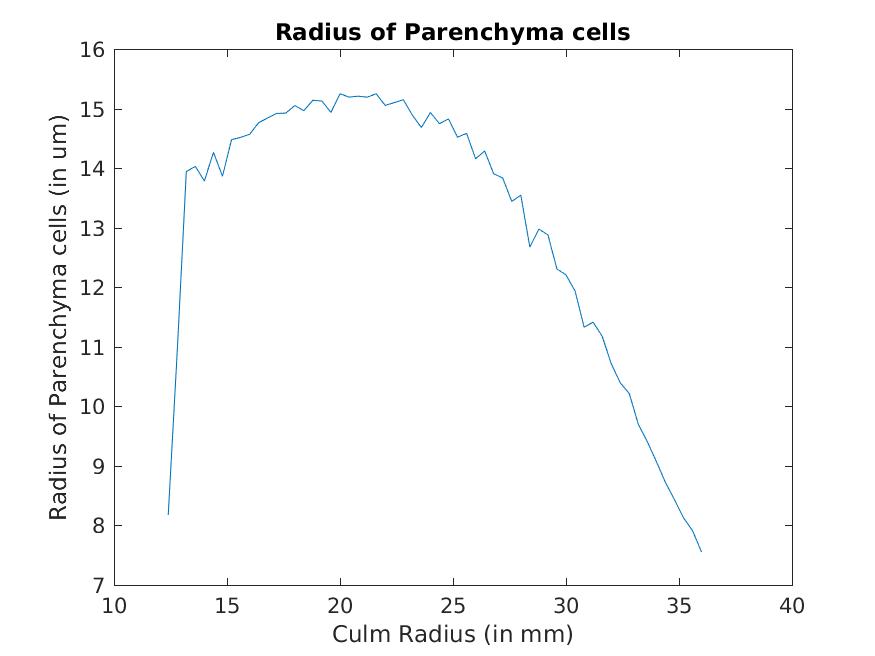 Radius of Parenchyma cells
16
15
14
13
12
11
10
9
8
7
Radius of Parenchyma cells (in um)
10 15 20 25 30 35 40
Culm Radius (in mm)